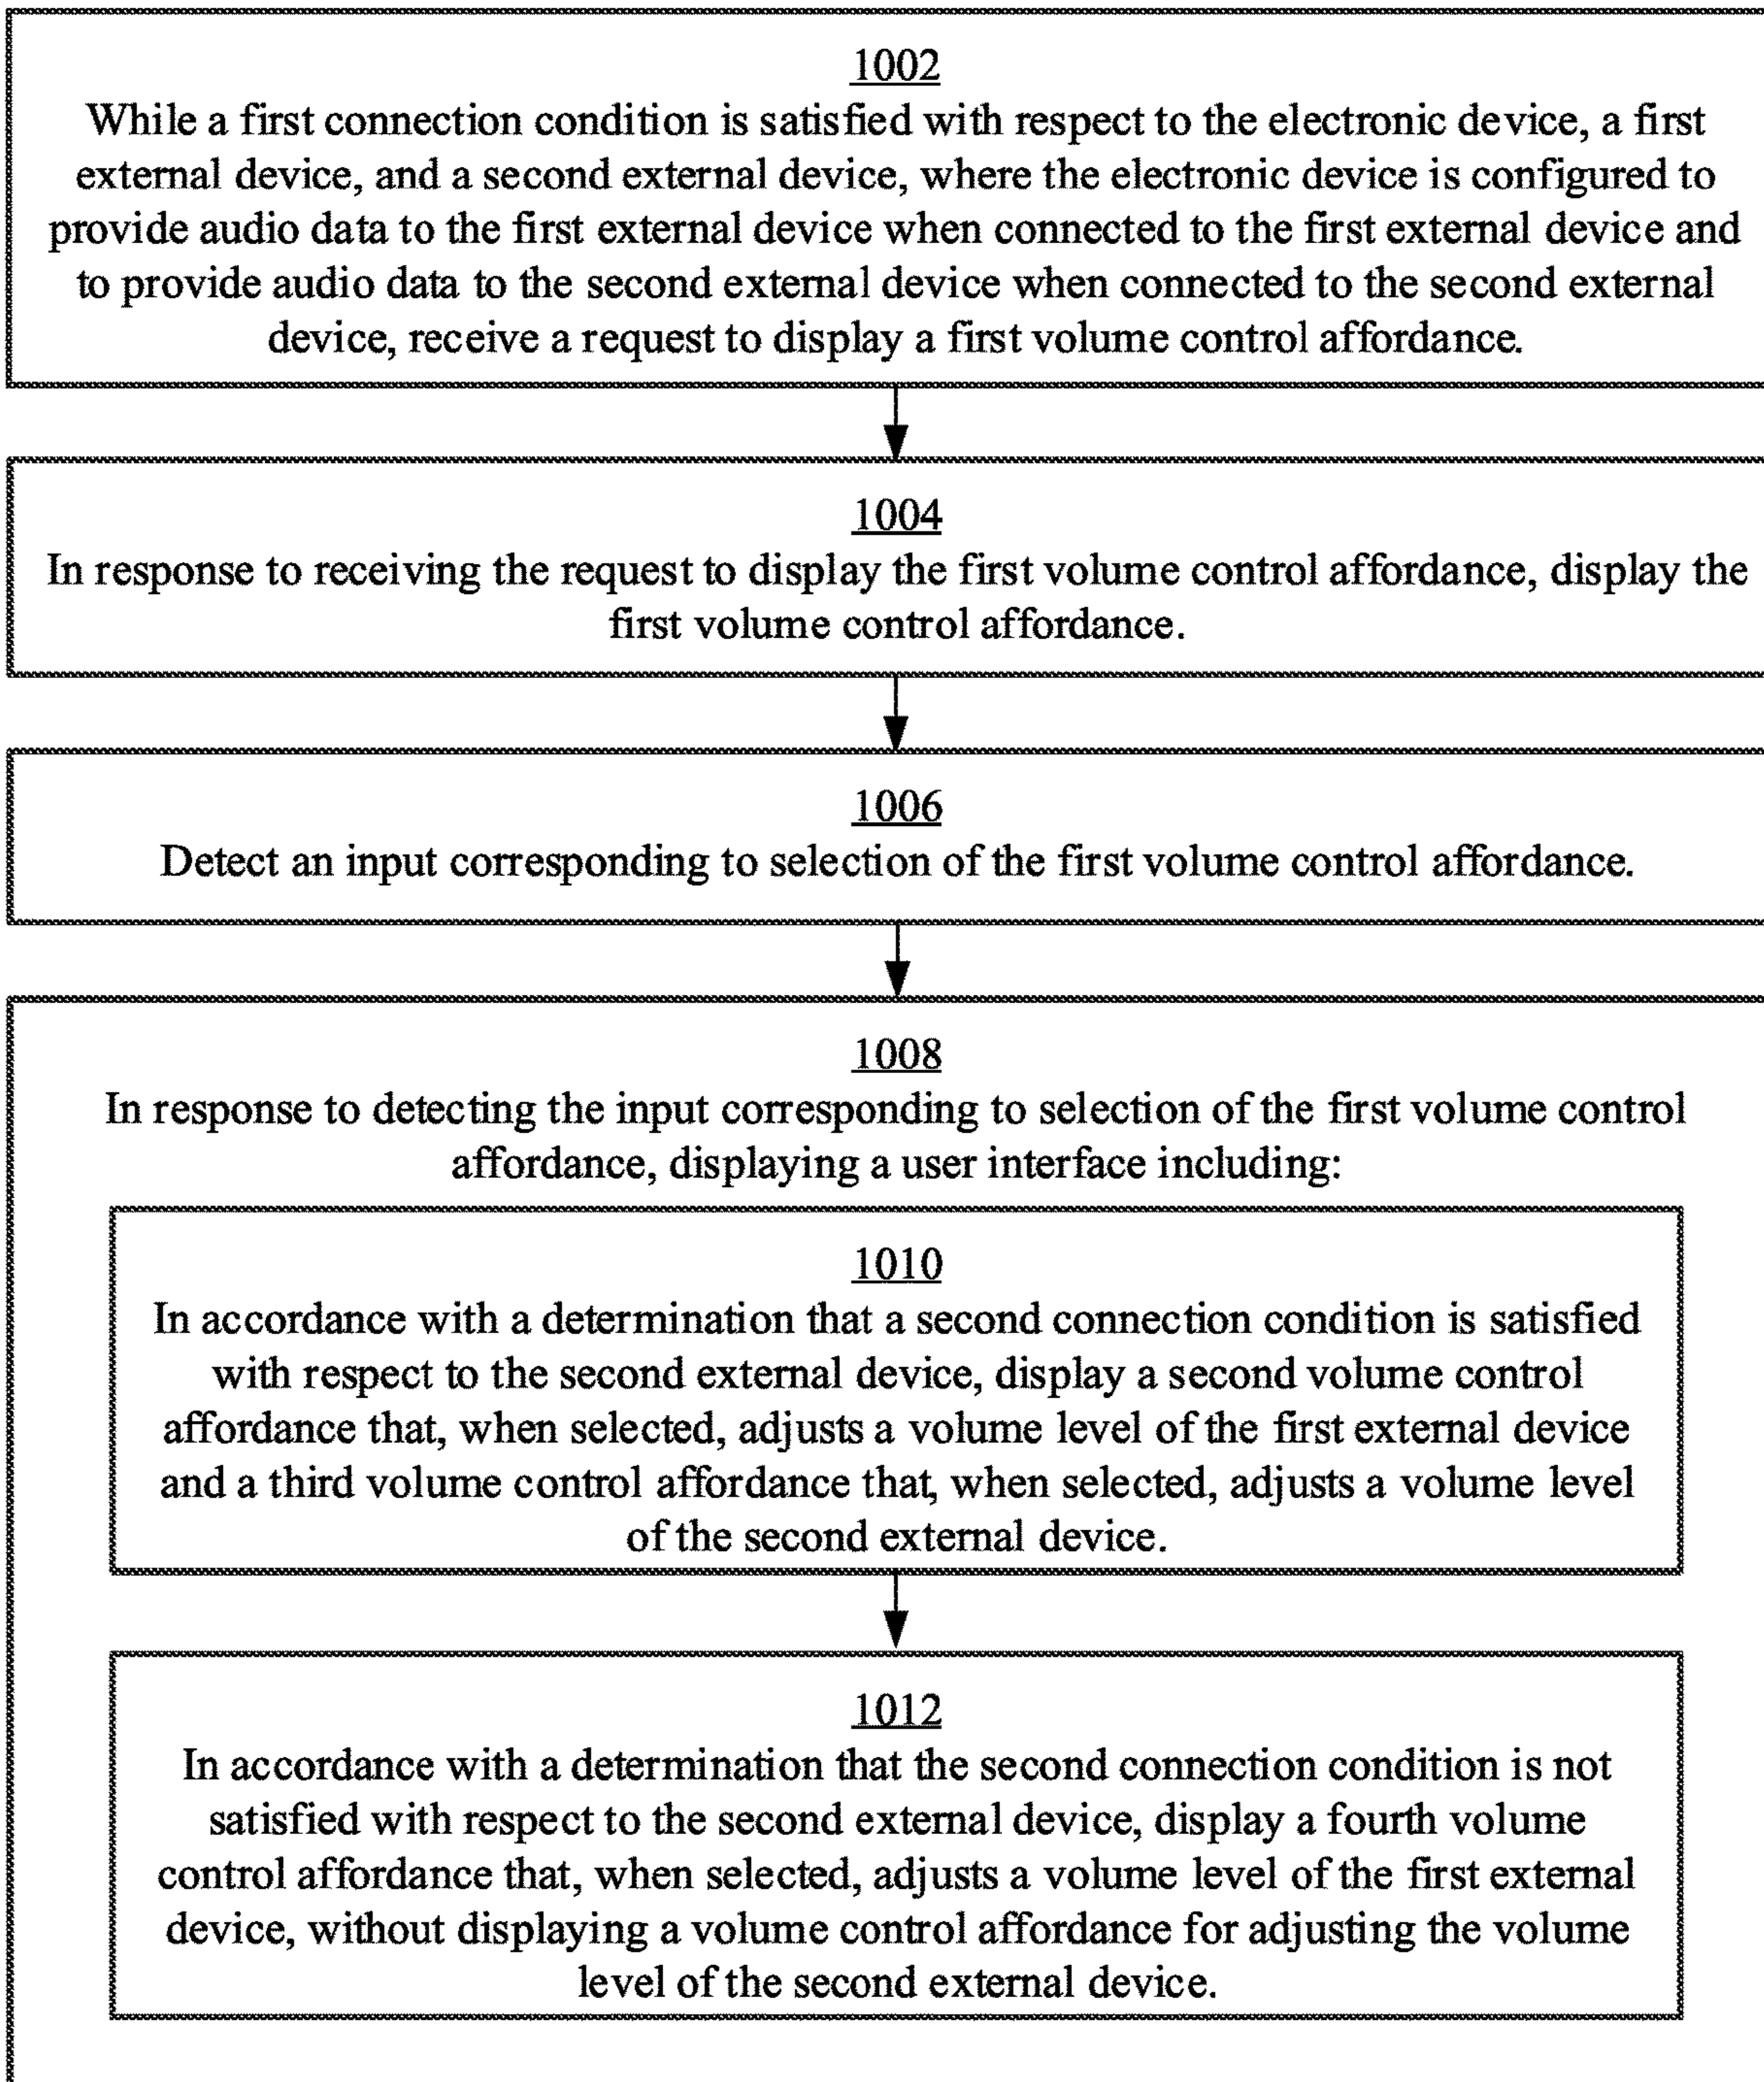 1002
While a first connection condition is satisfied with respect to the electronic device, a first
external device, and a second external device, where the electronic device is configured to
provide audio data to the first external device when connected to the first external device and
to provide audio data to the second external device when connected to the second external
device, receive a request to display a first volume control affordance.
1004
In response to receiving the request to display the first volume control affordance, display the
first volume control affordance.
1006
Detect an input corresponding to selection of the first volume control affordance.
1008
In response to detecting the input corresponding to selection of the first volume control
affordance, displaying a user interface including:
1010
In accordance with a determination that a second connection condition is satisfied
with respect to the second external device, display a second volume control
affordance that, when selected, adjusts a volume level of the first external device
and a third volume control affordance that, when selected, adjusts a volume level
of the second external device.
1012
In accordance with a determination that the second connection condition is not
satisfied with respect to the second external device, display a fourth volume
control affordance that, when selected, adjusts a volume level of the first external
device, without displaying a volume control affordance for adjusting the volume
level of the second external device.